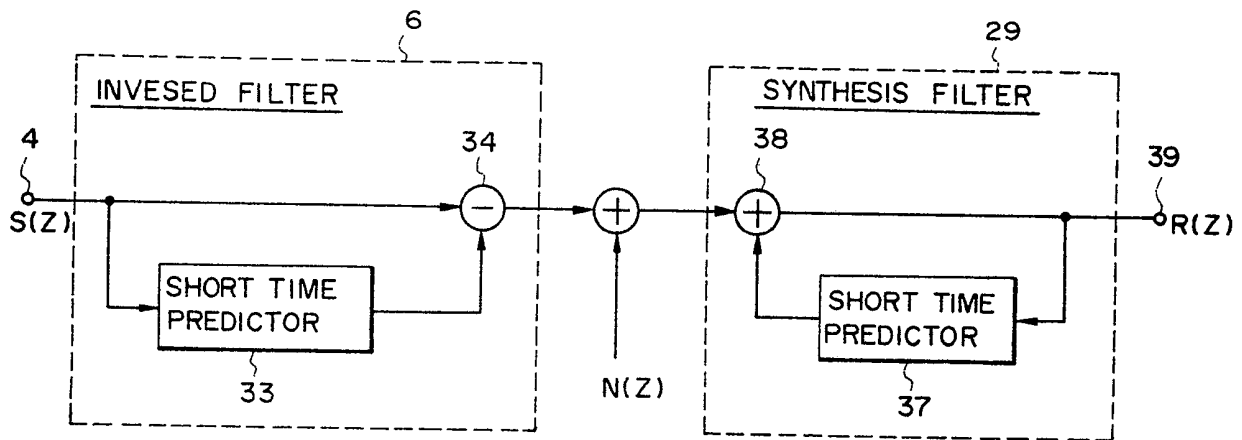 6
29
INVESED FILTER
SYNTHESIS FILTER
4
34
38
39
S(Z)
−
+
+
R(Z)
SHORT TIME
PREDICTOR
SHORT TIME
PREDICTOR
33
N(Z)
37